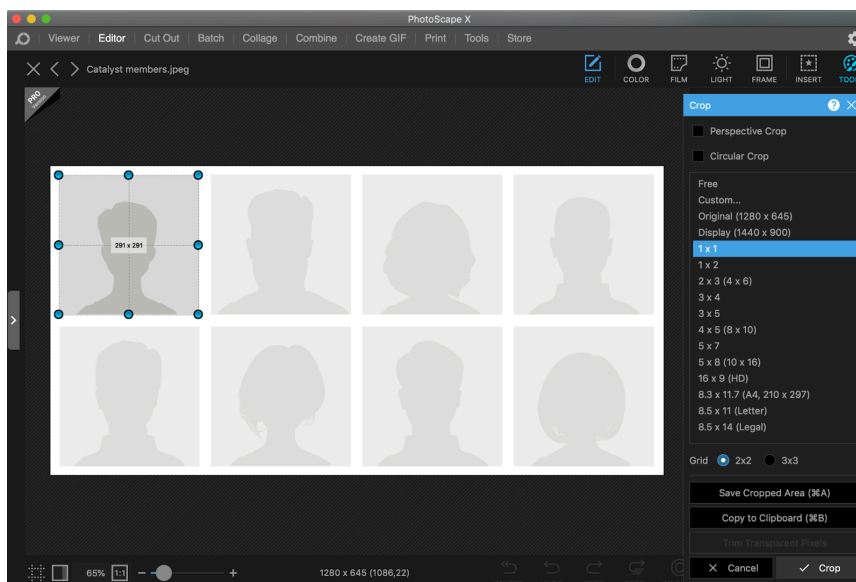 PhotoScape X
Viewer Editor Cut Out Batch Collage Combine Create GIF Print Tools Store
Catalyst members.jpeg
EDIT COLOR FILM LIGHT FRAME INSERT TOO
PRO
Version
Crop
Perspective Crop
Circular Crop
Free
Custom...
Original (1280 x 645)
Display (1440 x 900)
1 x 1
1 x 2
2 x 3 (4 x 6)
3 x 4
3 x 5
4 x 5 (8 x 10)
5 x 7
5 x 8 (10 x 16)
16 x 9 (HD)
8.3 x 11.7 (A4, 210 x 297)
8.5 x 11 (Letter)
8.5 x 14 (Legal)
291 x 291
Grid 2x2 3x3
Save Cropped Area (⌘A)
Copy to Clipboard (⌘B)
Trim Transparent Pixels
Cancel Crop
65% 1:1 1280 x 645 (1086,22)